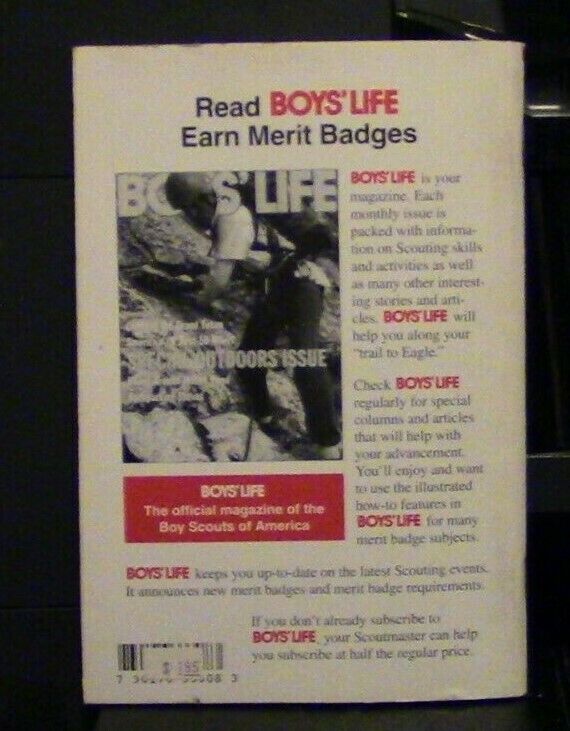 Read BOYS' LIFE
Earn Merit Badges
BOYS' LIFE
OUTDOORS ISSUE
BOYS' LIFE
The official magazine of the
Boy Scouts of America
BOYS' LIFE is your
magazine. Each
monthly issue is
packed with informa-
tion on Scouting skills
and activities as well
as many other interest-
ing stories and arti-
cles. BOYS' LIFE will
help you along your
"trail to Eagle."
Check BOYS' LIFE
regularly for special
columns and articles
that will help with
your advancement.
You'll enjoy and want
to use the illustrated
how-to features in
BOYS' LIFE for many
merit badge subjects.
BOYS' LIFE keeps you up-to-date on the latest Scouting events.
It announces new merit badges and merit badge requirements.
If you don't already subscribe to
BOYS' LIFE, your Scoutmaster can help
you subscribe at half the regular price.